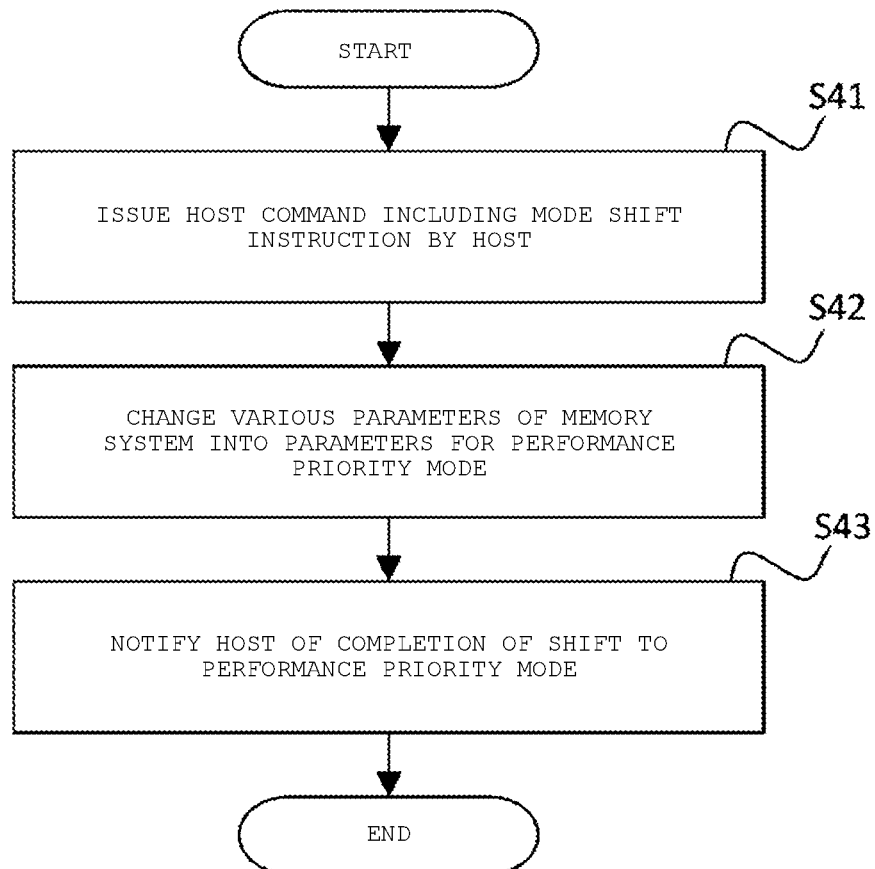 START
S41
ISSUE HOST COMMAND INCLUDING MODE SHIFT
INSTRUCTION BY HOST
S42
CHANGE VARIOUS PARAMETERS OF MEMORY
SYSTEM INTO PARAMETERS FOR PERFORMANCE
PRIORITY MODE
S43
NOTIFY HOST OF COMPLETION OF SHIFT TO
PERFORMANCE PRIORITY MODE
END